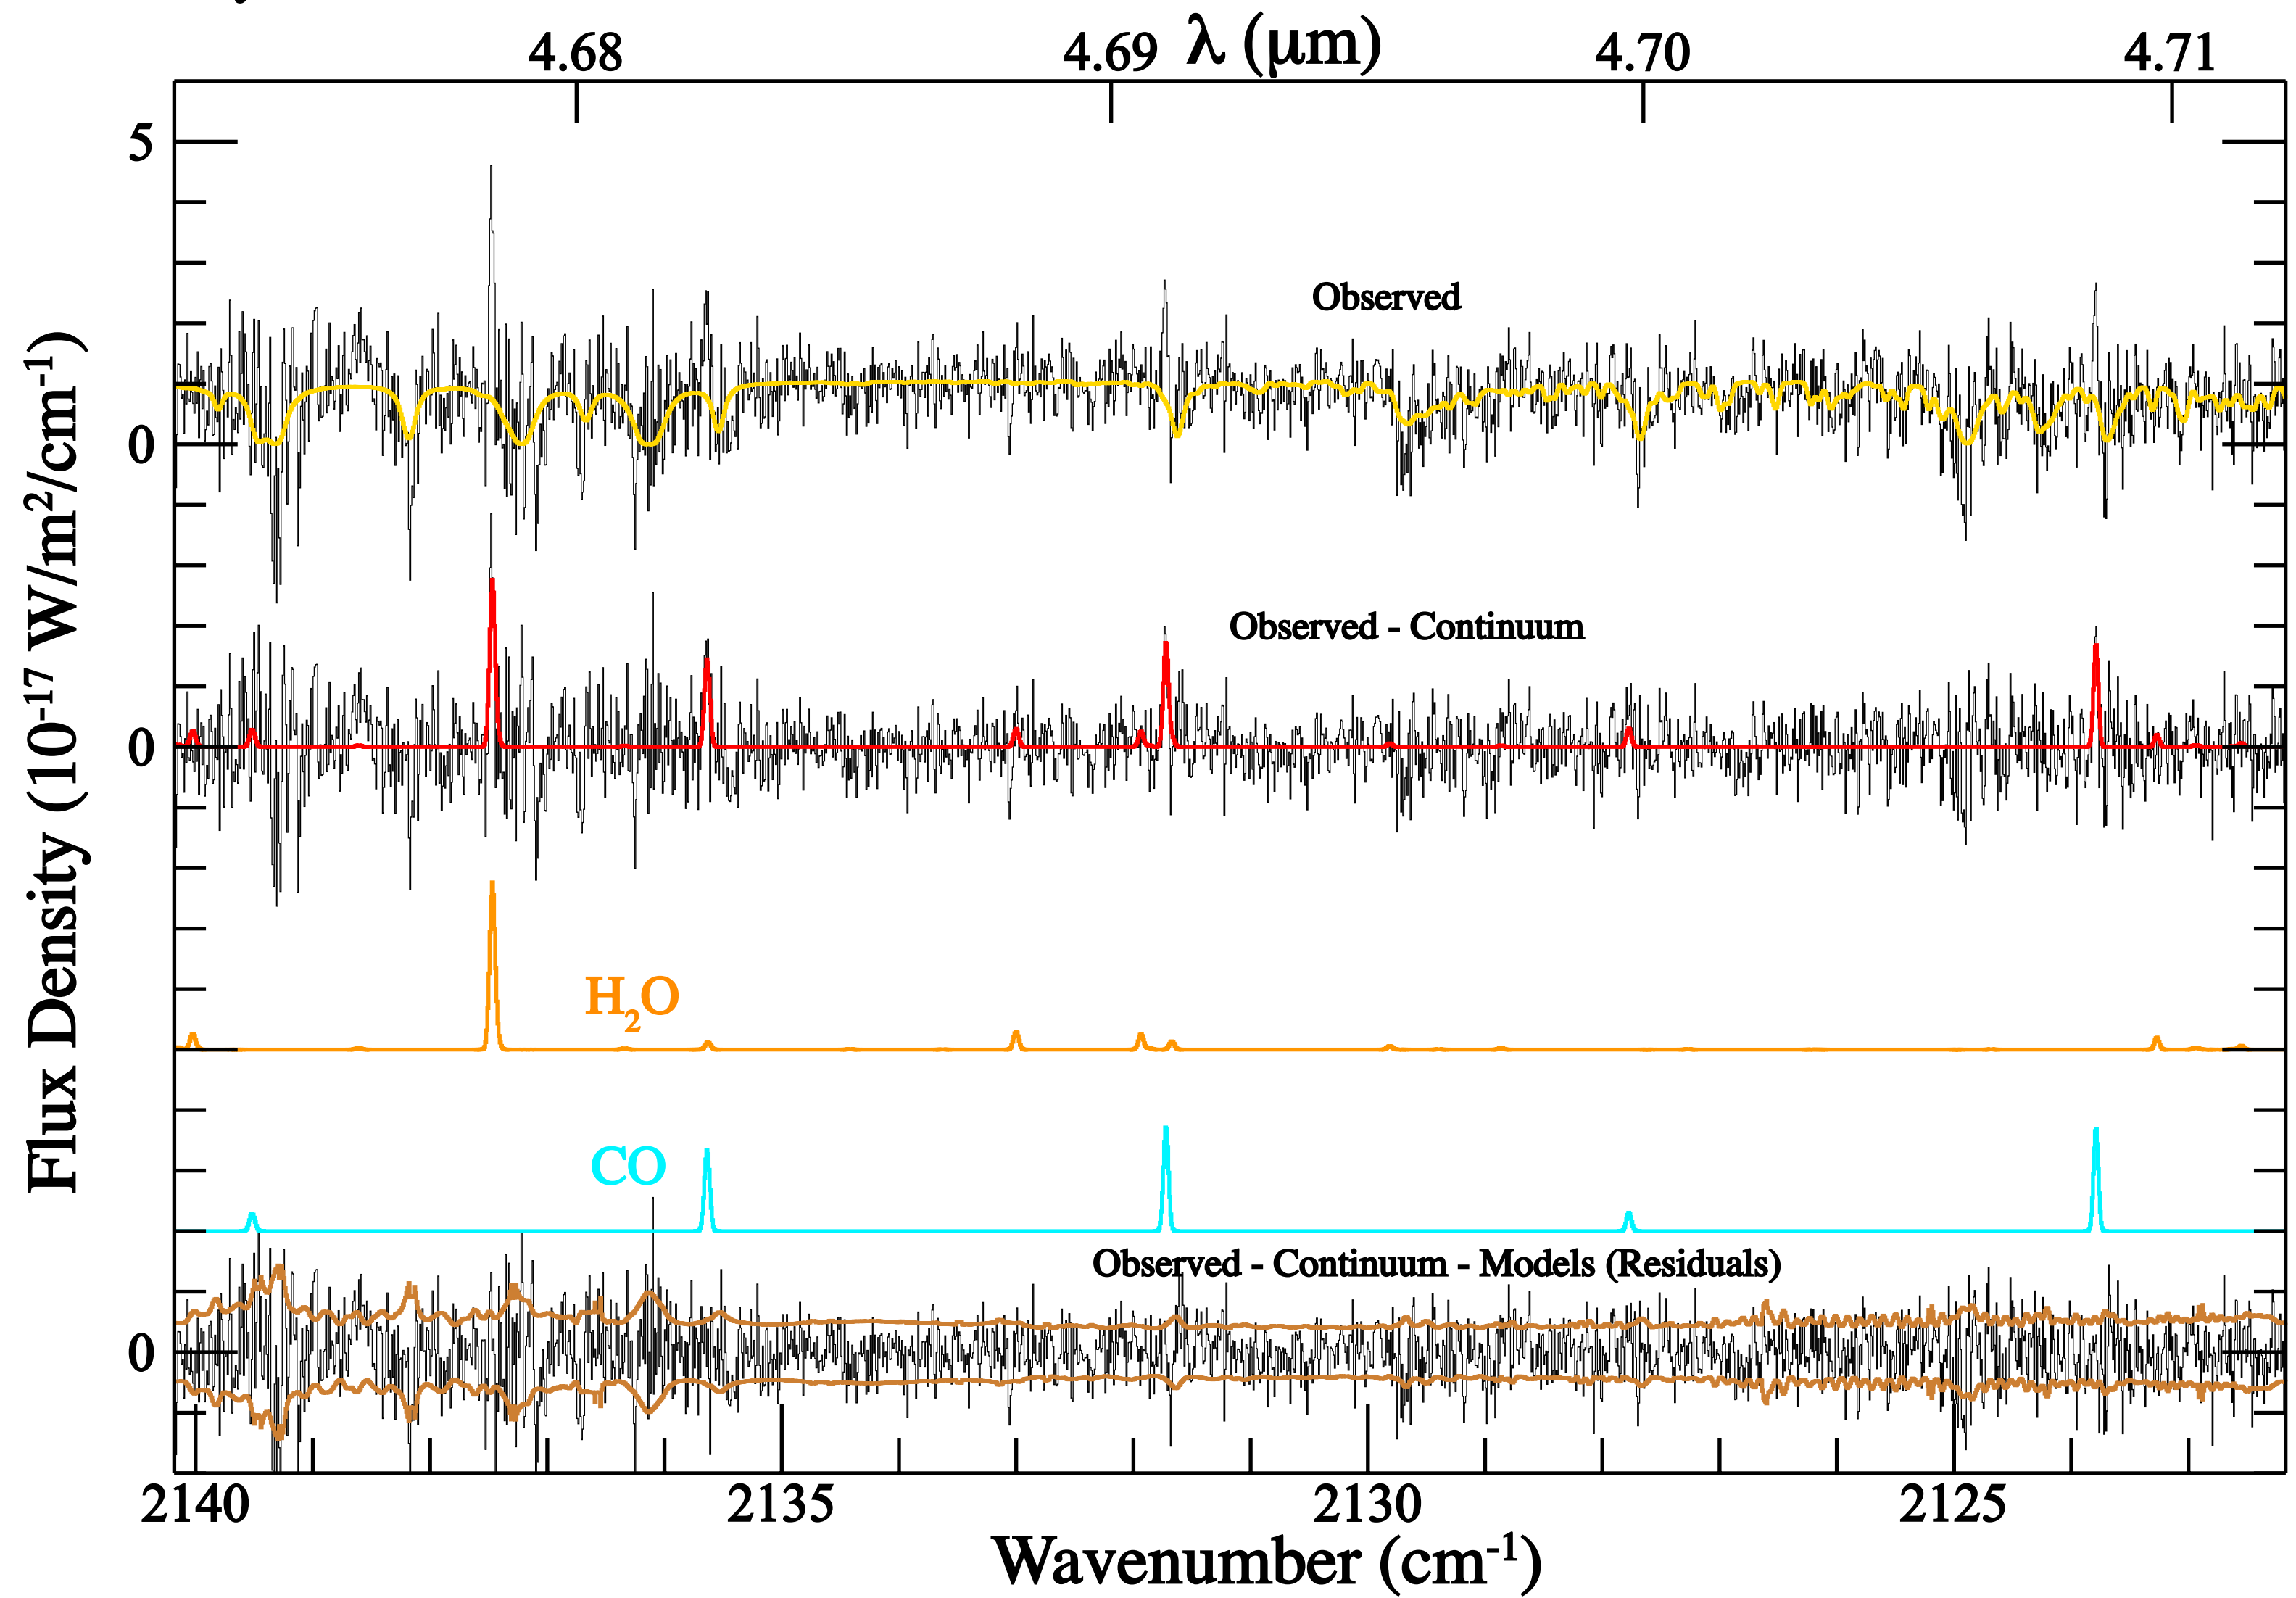 4.68 4.69 λ (μm) 4.70 4.71
5
Observed
0
Observed - Continuum
0
H2O
CO
Observed - Continuum - Models (Residuals)
0
Flux Density (10-17 W/m2/cm-1)
2140 2135 2130 2125
Wavenumber (cm-1)